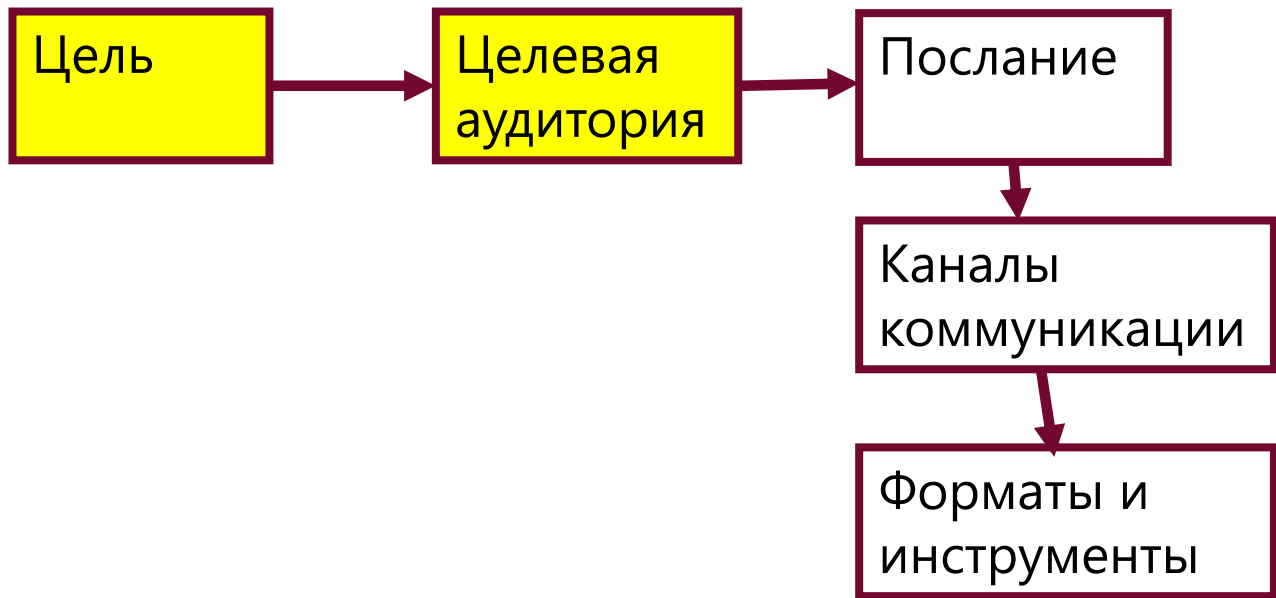 Цель
Целевая
аудитория
Послание
Каналы
коммуникации
Форматы и
инструменты